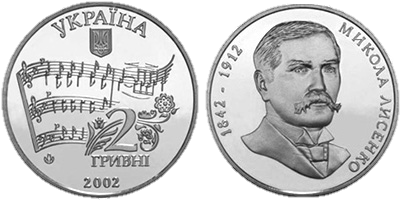 УКРАЇНА
2
ГРИВНІ
2002
1842 - 1912
МИКОЛА ЛИСЕНКО